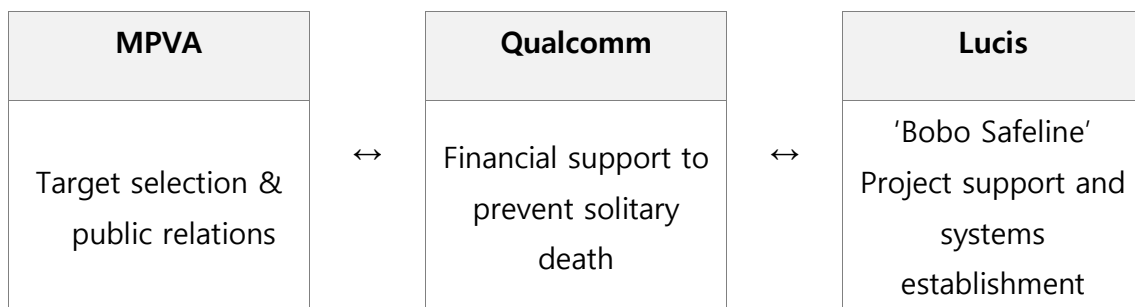 MPVA
Target selection &
public relations
↔
Qualcomm
Financial support to
prevent solitary
death
↔
Lucis
‘Bobo Safeline’
Project support and
systems
establishment